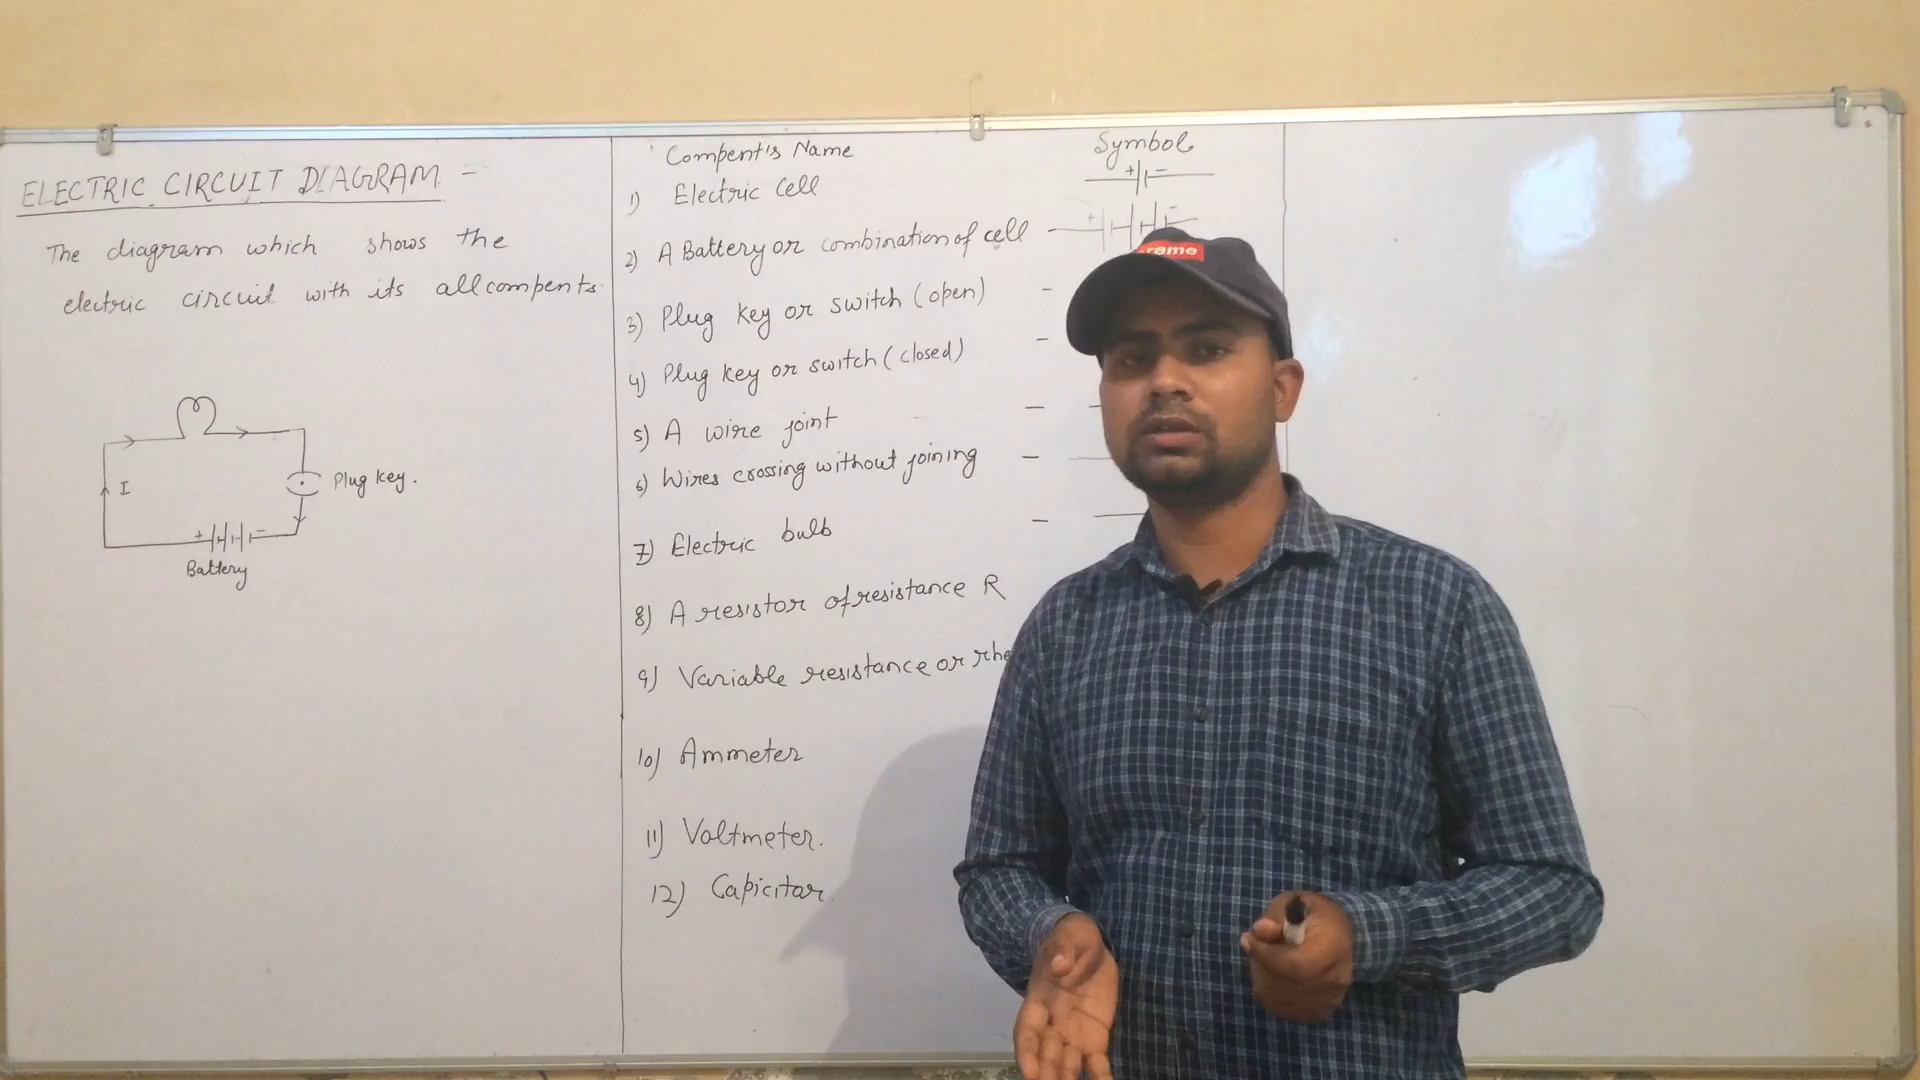 ELECTRIC CIRCUIT DIAGRAM =
The diagram which shows the
electric circuit with its all compents.
I
Plug key.
+ -
Battery
Compent's Name
Symbol
1) Electric Cell
+ -
2) A Battery or combination of cell -
+ -
3) Plug key or switch (open) -
4) Plug key or switch (closed) -
5) A wire joint -
6) Wires crossing without joining -
7) Electric bulb -
8) A resistor of resistance R
9) Variable resistance or
10) Ammeter
11) Voltmeter.
12) Capicitar
reme